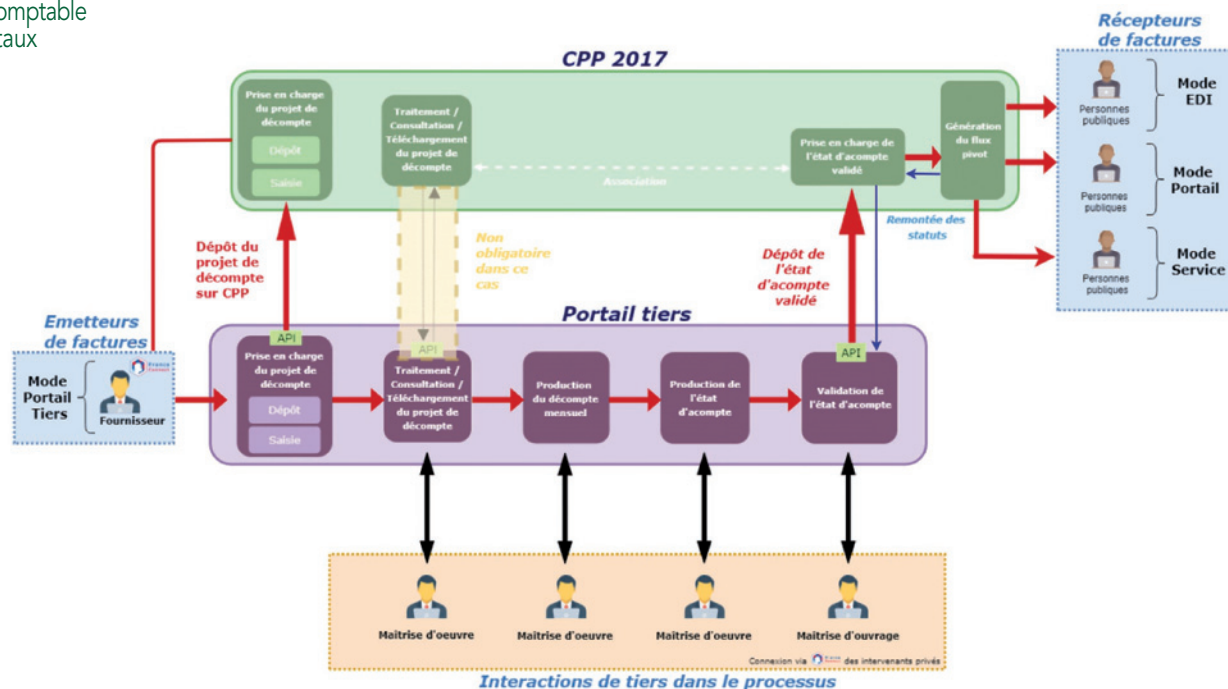 omptable
taux
CPP 2017
Récepteurs
de factures
Prise en charge
du projet de
décompte
Dépôt
Saisie
Traitement /
Consultation /
Téléchargement
du projet de
décompte
Association
Prise en charge de
l'état d'acompte
validé
Génération
du flux
pivot
Personnes
publiques
Mode
EDI
Personnes
publiques
Mode
Portail
Personnes
publiques
Mode
Service
Dépôt du
projet de
décompte
sur CPP
Non
obligatoire
dans ce
cas
Dépôt de
l'état
d'acompte
validé
Remontée des
statuts
Emetteurs
de factures
Mode
Portail
Tiers
Fournisseur
Portail tiers
API
Prise en charge
du projet de
décompte
Dépôt
Saisie
API
Traitement /
Consultation /
Téléchargement
du projet de
décompte
Production
du décompte
mensuel
Production de
l'état
d'acompte
API
Validation de
l'état d'acompte
Maîtrise d'oeuvre
Maîtrise d'oeuvre
Maîtrise d'oeuvre
Maîtrise d'ouvrage
Connexion via des intervenants privés
Interactions de tiers dans le processus